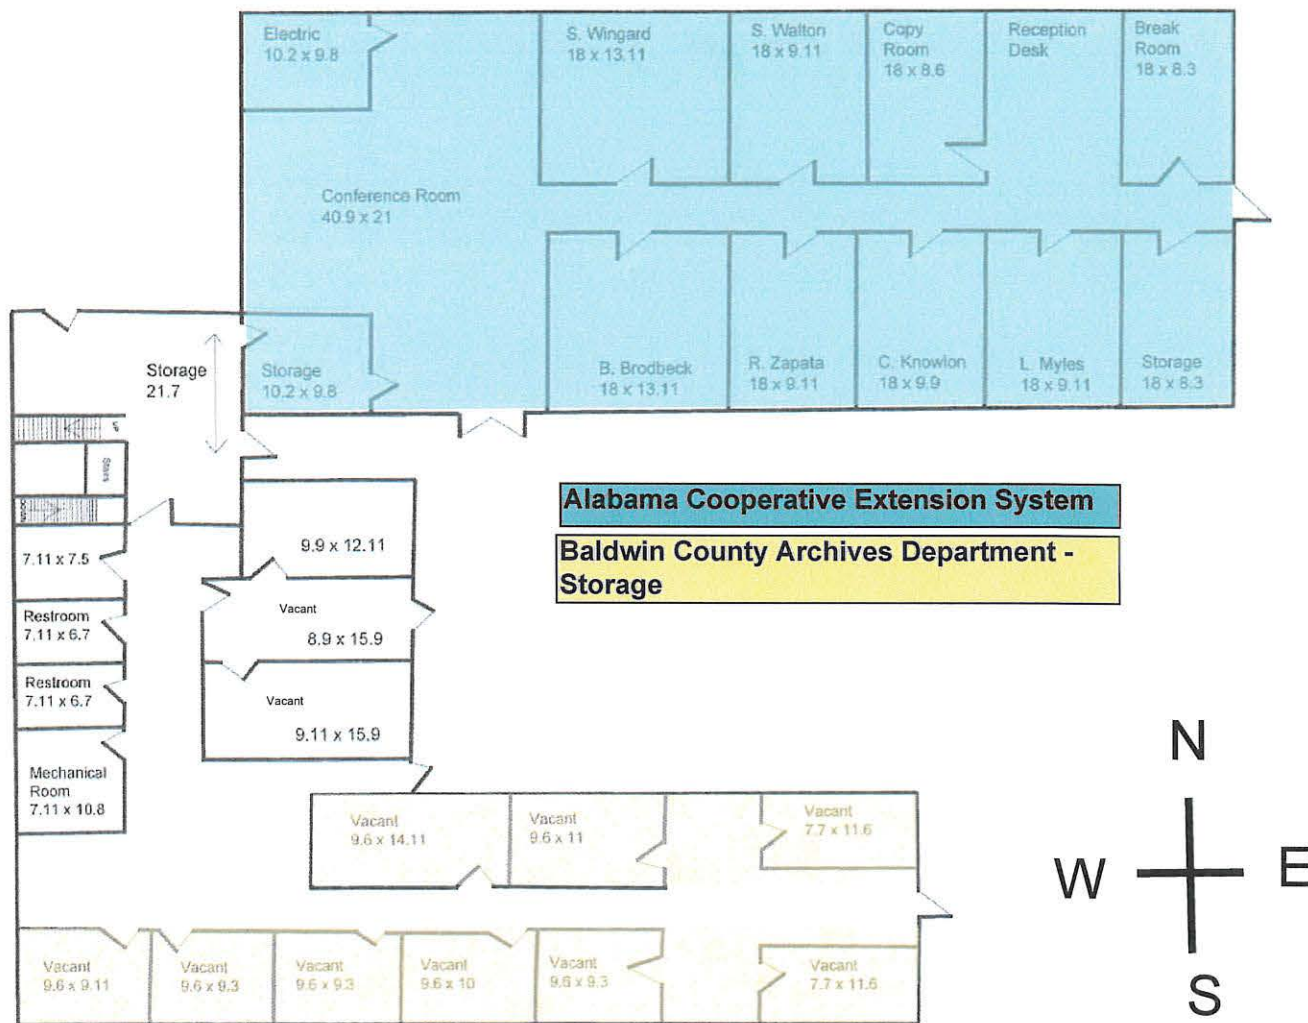 Electric
10.2 x 9.8
S. Wingard
18 x 13.11
S. Walton
18 x 9.11
Copy
Room
18 x 8.6
Reception
Desk
Break
Room
18 x 8.3
Conference Room
40.9 x 21
Storage
21.7
Storage
10.2 x 9.8
B. Brodbeck
18 x 13.11
R. Zapata
18 x 9.11
C. Knowlon
18 x 9.9
L. Myles
18 x 9.11
Storage
18 x 8.3
UP
Stairs
Alabama Cooperative Extension System
Baldwin County Archives Department -
Storage
9.9 x 12.11
7.11 x 7.5
Vacant
8.9 x 15.9
Restroom
7.11 x 6.7
Restroom
7.11 x 6.7
Vacant
9.11 x 15.9
Mechanical
Room
7.11 x 10.8
N
W
E
S
Vacant
9.6 x 14.11
Vacant
9.6 x 11
Vacant
7.7 x 11.6
Vacant
9.6 x 9.11
Vacant
9.6 x 9.3
Vacant
9.6 x 9.3
Vacant
9.6 x 10
Vacant
9.6 x 9.3
Vacant
7.7 x 11.6